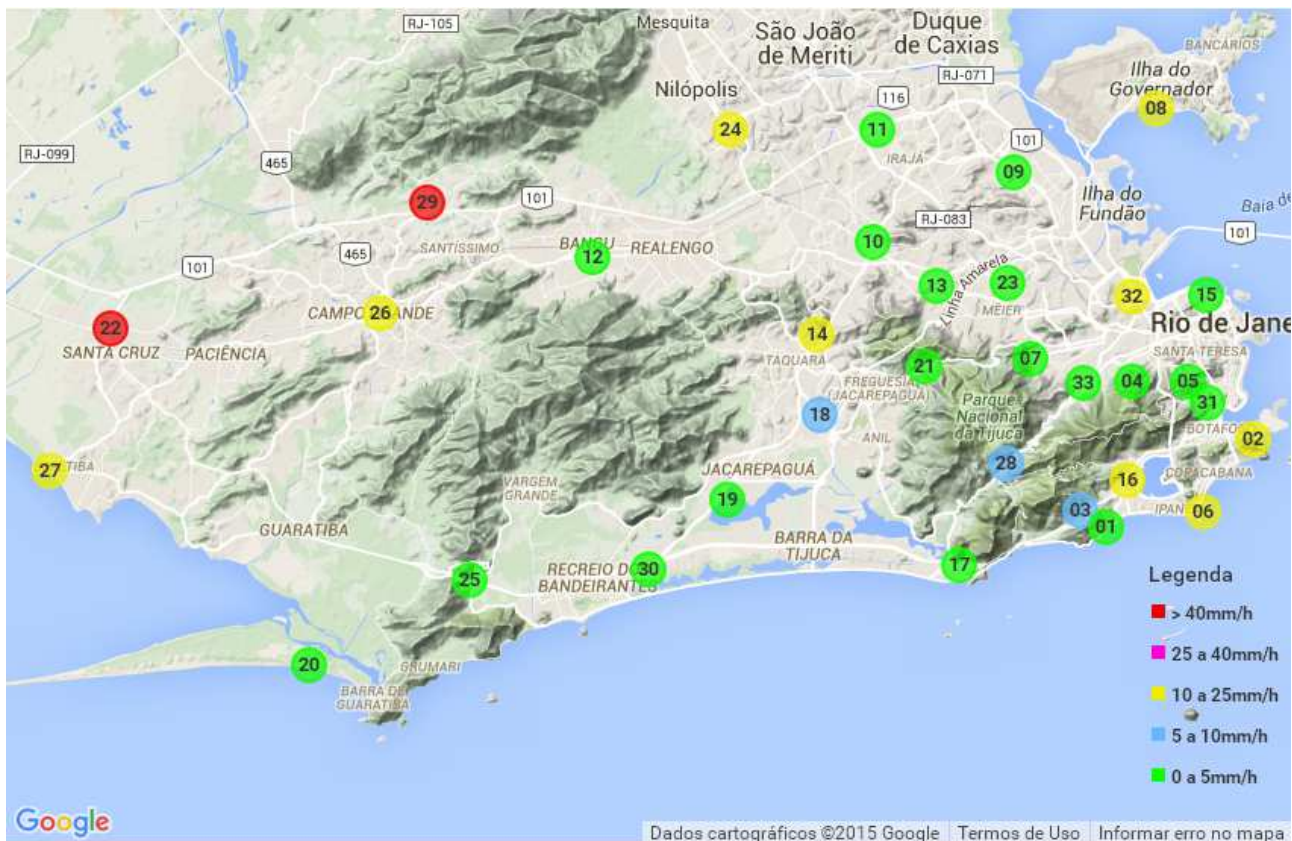 RJ-105
Mesquita
São João
de Meriti
Duque
de Caxias
BANCÁRIOS
RJ-071
Ilha do
Governador
Nilópolis
116
08
24
11
101
RJ-099
465
IRAJÁ
09
29
101
Ilha do
Fundão
Baía de
RJ-083
101
465
SANTÍSSIMO
BANGU
REALENGO
10
12
101
Linha Amarela
13
23
32
15
26
CAMPO GRANDE
MÉIER
22
14
Rio de Jane
SANTA CRUZ
PACIÊNCIA
TAQUARA
SANTA TERESA
21
07
FREGUESIA
(JACAREPAGUÁ)
33
04
05
31
Parque
Nacional
da Tijuca
18
BOTAFO
ANIL
02
27
TIBA
28
JACAREPAGUÁ
COPACABANA
16
VARGEM
GRANDE
19
03
06
IPAN
01
GUARATIBA
BARRA DA
TIJUCA
17
30
25
RECREIO DOS
BANDEIRANTES
Legenda
> 40mm/h
25 a 40mm/h
20
GRUMARI
BARRA DE
GUARATIBA
10 a 25mm/h
5 a 10mm/h
0 a 5mm/h
Google
Dados cartográficos ©2015 Google Termos de Uso Informar erro no mapa